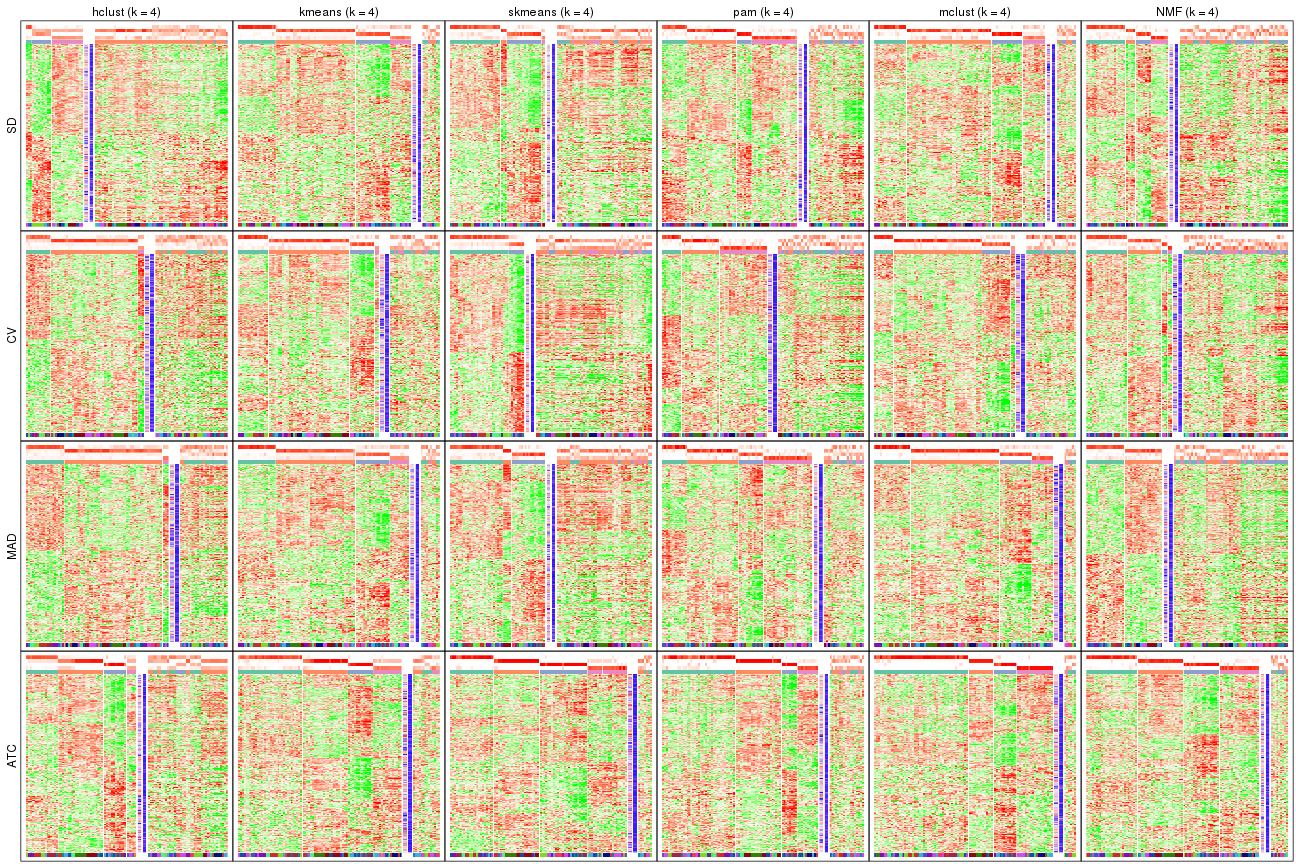 hclust (k = 4) kmeans (k = 4) skmeans (k = 4) pam (k = 4) mclust (k = 4) NMF (k = 4)
SD
CV
MAD
ATC